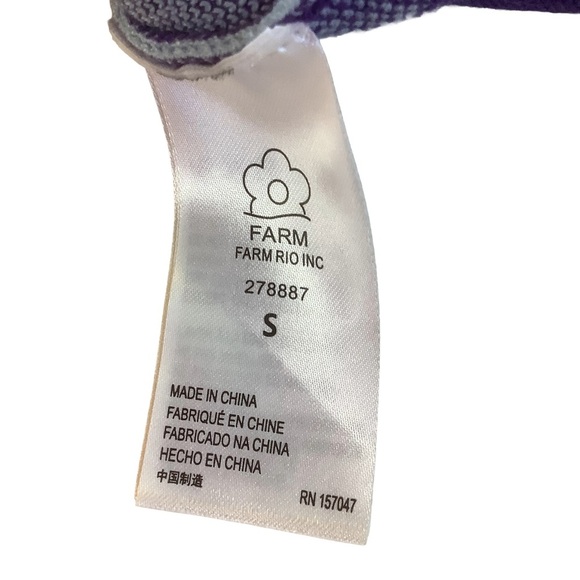 FARM
FARM RIO INC
278887
S
MADE IN CHINA
FABRIQUÉ EN CHINE
FABRICADO NA CHINA
HECHO EN CHINA
中国制造
RN 157047